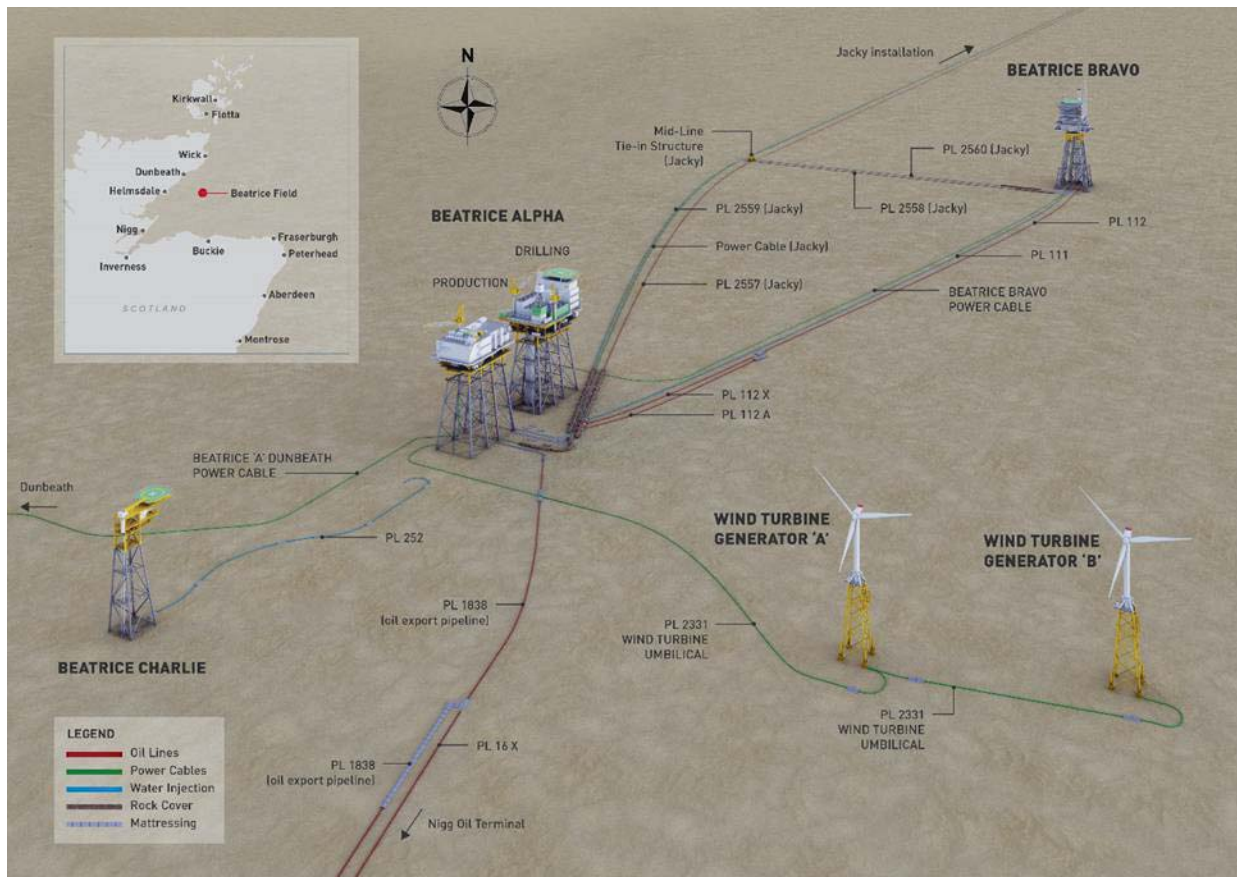 Kirkwall
Flotta
Wick
Dunbeath
Helmsdale
Beatrice Field
Nigg
Inverness
Buckie
Fraserburgh
Peterhead
Aberdeen
SCOTLAND
Montrose
N
Jacky installation
BEATRICE BRAVO
Mid-Line
Tie-in Structure
(Jacky)
PL 2560 (Jacky)
PL 2558 (Jacky)
PL 2559 (Jacky)
Power Cable (Jacky)
PL 2557 (Jacky)
PL 112
PL 111
BEATRICE BRAVO
POWER CABLE
BEATRICE ALPHA
DRILLING
PRODUCTION
PL 112 X
PL 112 A
BEATRICE 'A' DUNBEATH
POWER CABLE
Dunbeath
PL 252
BEATRICE CHARLIE
WIND TURBINE
GENERATOR 'A'
WIND TURBINE
GENERATOR 'B'
PL 1838
(oil export pipeline)
PL 2331
WIND TURBINE
UMBILICAL
PL 2331
WIND TURBINE
UMBILICAL
PL 16 X
PL 1838
(oil export pipeline)
Nigg Oil Terminal
LEGEND
Oil Lines
Power Cables
Water Injection
Rock Cover
Mattressing